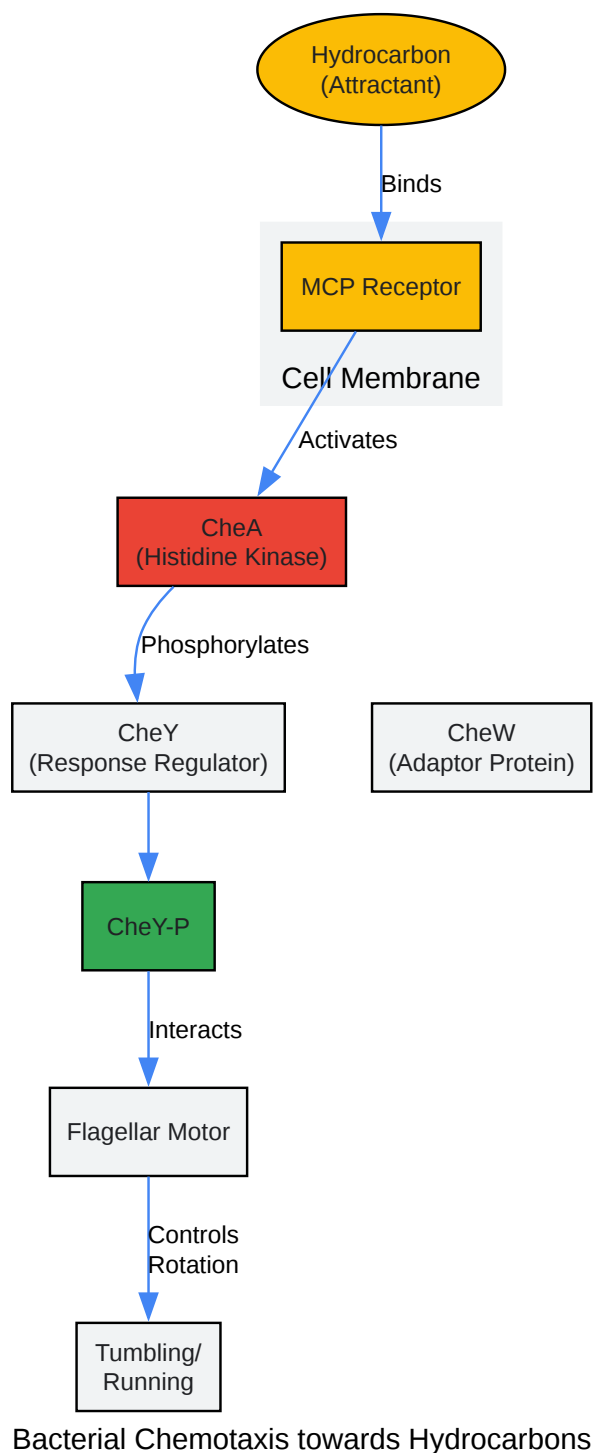 Hydrocarbon
(Attractant)
Binds
MCP Receptor
Cell Membrane
Activates
CheA
(Histidine Kinase)
Phosphorylates
CheY
(Response Regulator)
CheW
(Adaptor Protein)
CheY-P
Interacts
Flagellar Motor
Controls
Rotation
Tumbling/
Running
Bacterial Chemotaxis towards Hydrocarbons